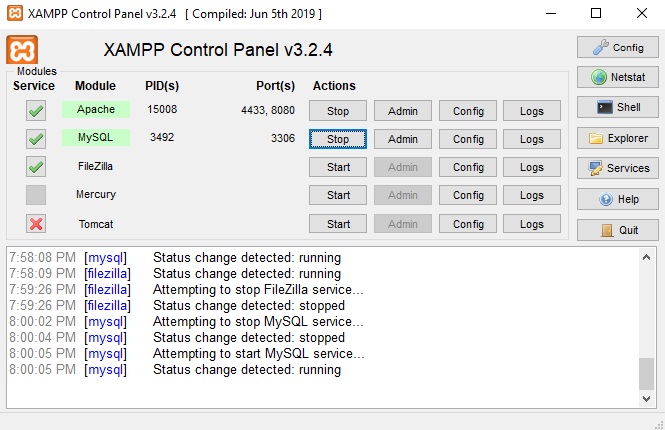 XAMPP Control Panel v3.2.4 [ Compiled: Jun 5th 2019 ]
XAMPP Control Panel v3.2.4
Config
Modules
Service Module PID(s) Port(s) Actions
Netstat
Apache 15008 4433, 8080 Stop Admin Config Logs
Shell
MySQL 3492 3306 Stop Admin Config Logs
Explorer
FileZilla Start Admin Config Logs
Services
Mercury Start Admin Config Logs
Help
Tomcat Start Admin Config Logs
Quit
7:58:08 PM [mysql] Status change detected: running
7:58:09 PM [filezilla] Status change detected: running
7:59:26 PM [filezilla] Attempting to stop FileZilla service...
7:59:26 PM [filezilla] Status change detected: stopped
8:00:02 PM [mysql] Attempting to stop MySQL service...
8:00:04 PM [mysql] Status change detected: stopped
8:00:05 PM [mysql] Attempting to start MySQL service...
8:00:05 PM [mysql] Status change detected: running